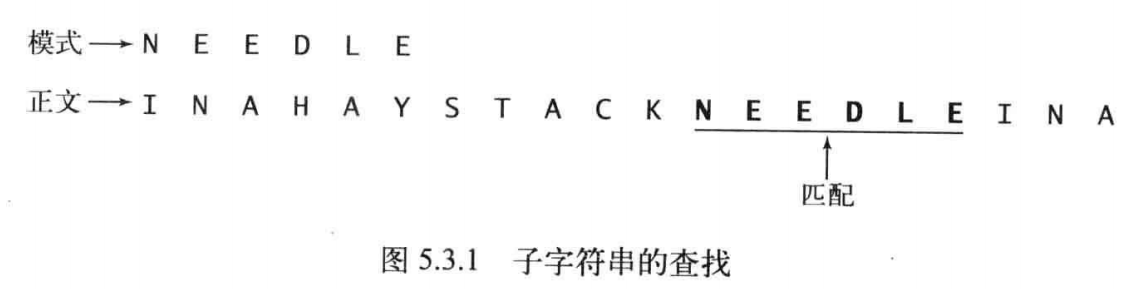 模式→N E E D L E
正文→I N A H A Y S T A C K N E E D L E I N A
匹配
图 5.3.1 子字符串的查找